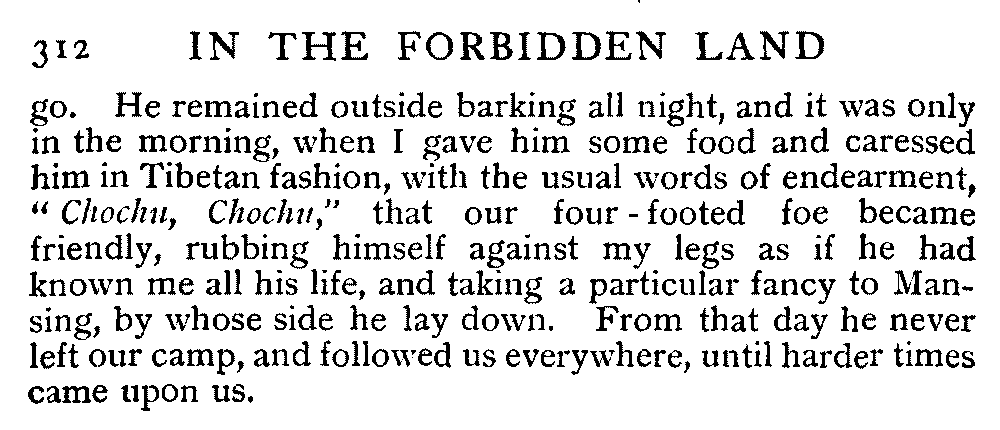 312 IN THE FORBIDDEN LAND
go. He remained outside barking all night, and it was only
in the morning, when I gave him some food and caressed
him in Tibetan fashion, with the usual words of endearment,
“ Chochu, Chochu,” that our four - footed foe became
friendly, rubbing himself against my legs as if he had
known me all his life, and taking a particular fancy to Man-
sing, by whose side he lay down. From that day he never
left our camp, and followed us everywhere, until harder times
came upon us.